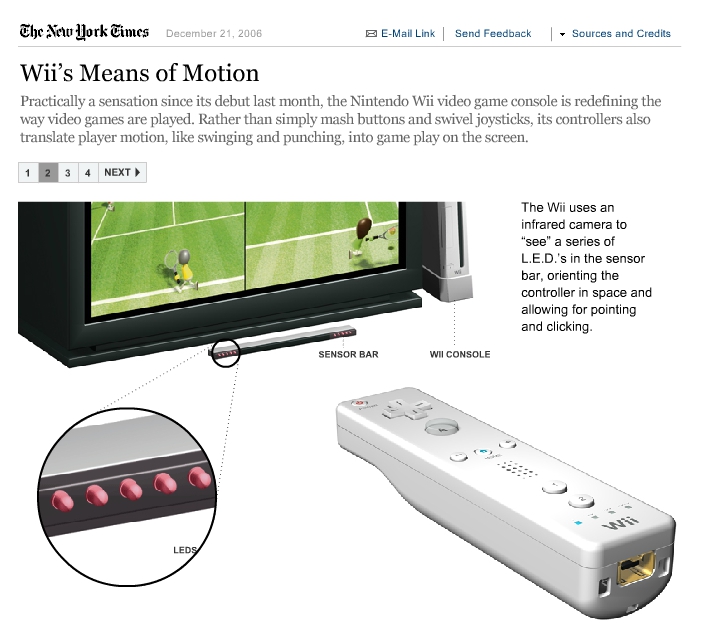 The New York Times
December 21, 2006
E-Mail Link
Send Feedback
Sources and Credits
Wii's Means of Motion
Practically a sensation since its debut last month, the Nintendo Wii video game console is redefining the
way video games are played. Rather than simply mash buttons and swivel joysticks, its controllers also
translate player motion, like swinging and punching, into game play on the screen.
1 2 3 4 NEXT
The Wii uses an
infrared camera to
“see” a series of
L.E.D.'s in the sensor
bar, orienting the
controller in space and
allowing for pointing
and clicking.
Wii
SENSOR BAR
WII CONSOLE
A
LEDS
Wii